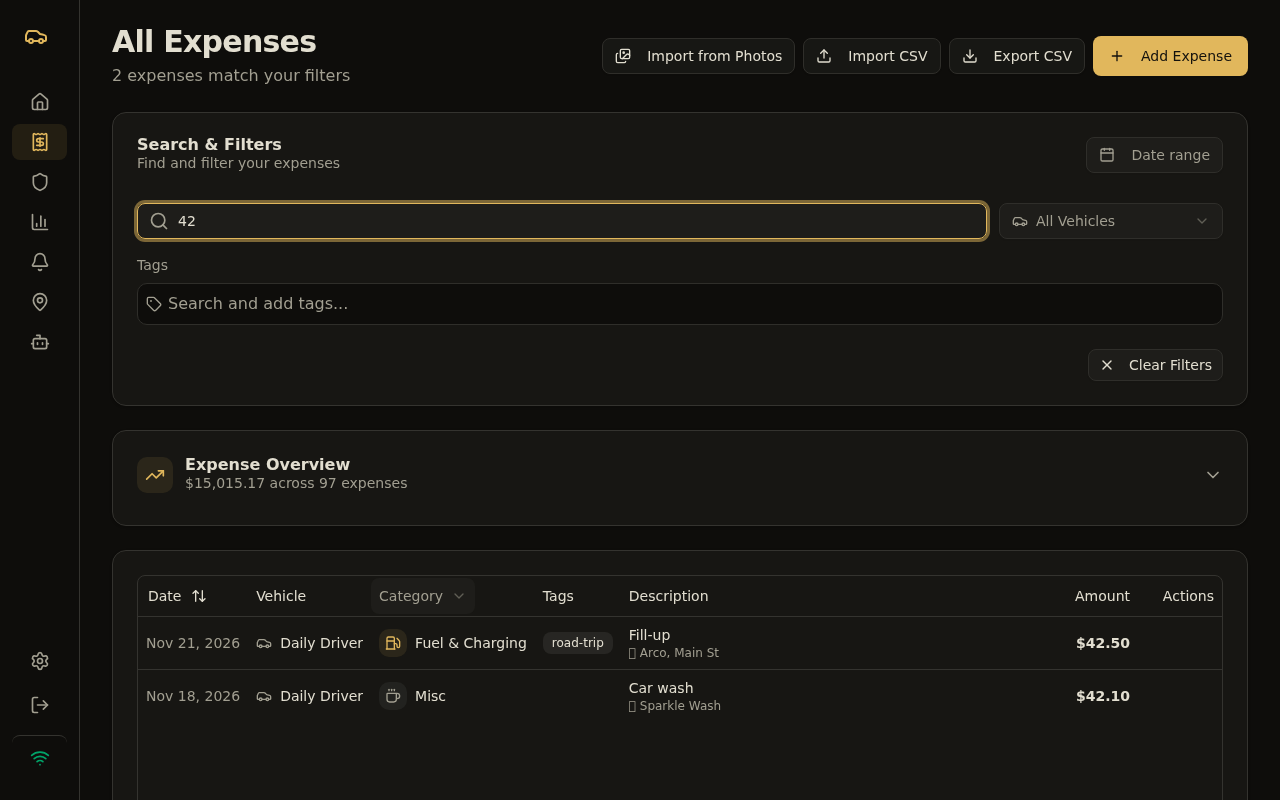 All Expenses
2 expenses match your filters
Import from Photos
Import CSV
Export CSV
Add Expense
Search & Filters
Find and filter your expenses
Date range
42
All Vehicles
Tags
Search and add tags...
Clear Filters
Expense Overview
$15,015.17 across 97 expenses
Date Vehicle Category Tags Description Amount Actions
Nov 21, 2026 Daily Driver Fuel & Charging road-trip Fill-up $42.50
Arco, Main St
Nov 18, 2026 Daily Driver Misc Car wash $42.10
Sparkle Wash